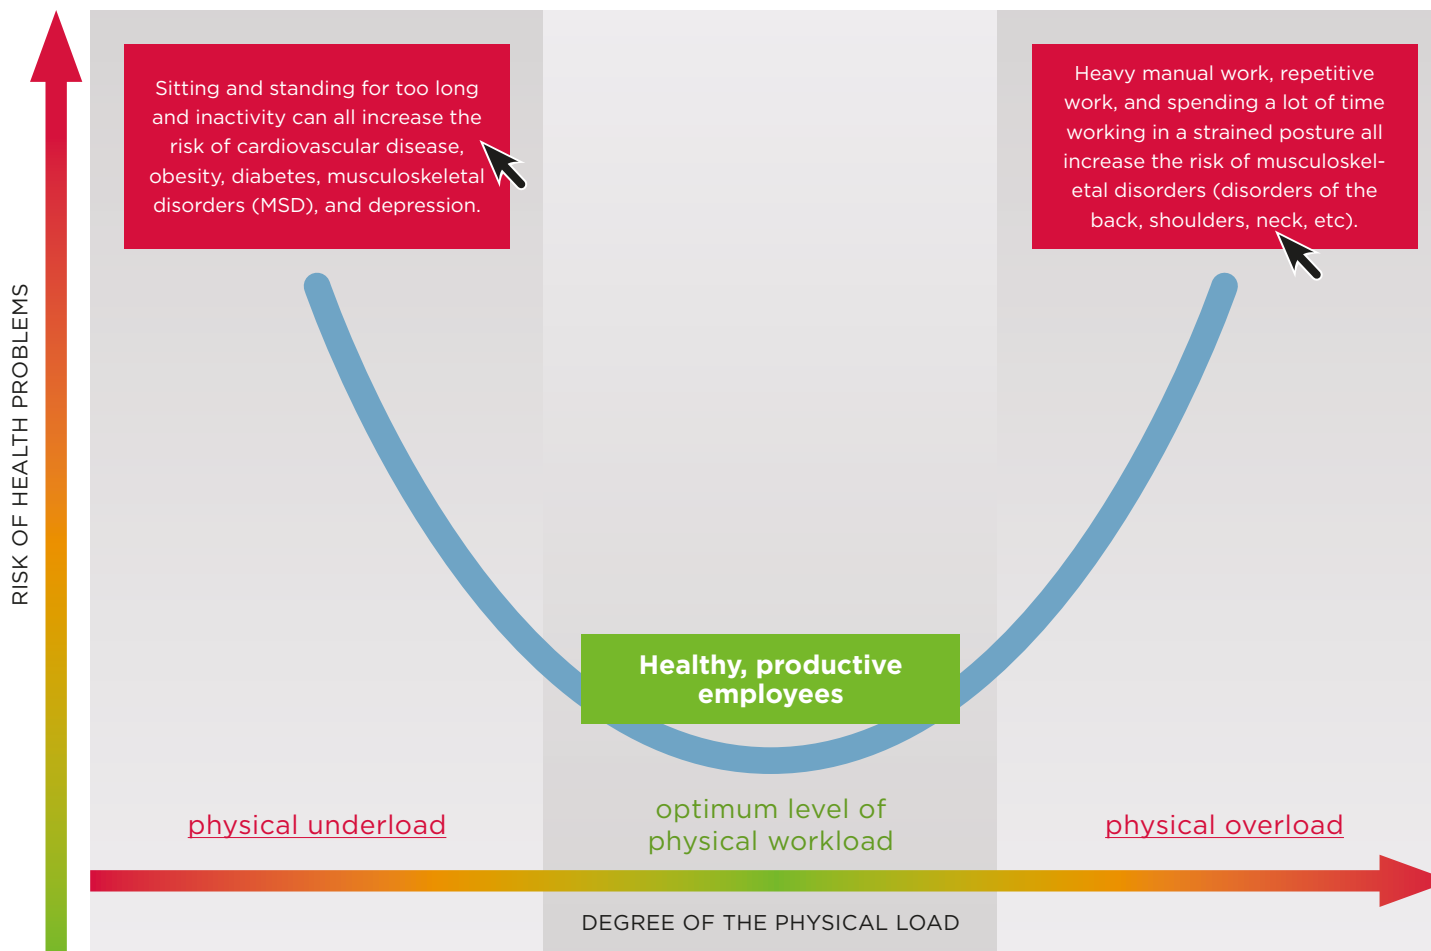 Sitting and standing for too long
and inactivity can all increase the
risk of cardiovascular disease,
obesity, diabetes, musculoskeletal
disorders (MSD), and depression.
Heavy manual work, repetitive
work, and spending a lot of time
working in a strained posture all
increase the risk of musculoskel-
etal disorders (disorders of the
back, shoulders, neck, etc).
RISK OF HEALTH PROBLEMS
Healthy, productive
employees
physical underload
optimum level of
physical workload
physical overload
DEGREE OF THE PHYSICAL LOAD